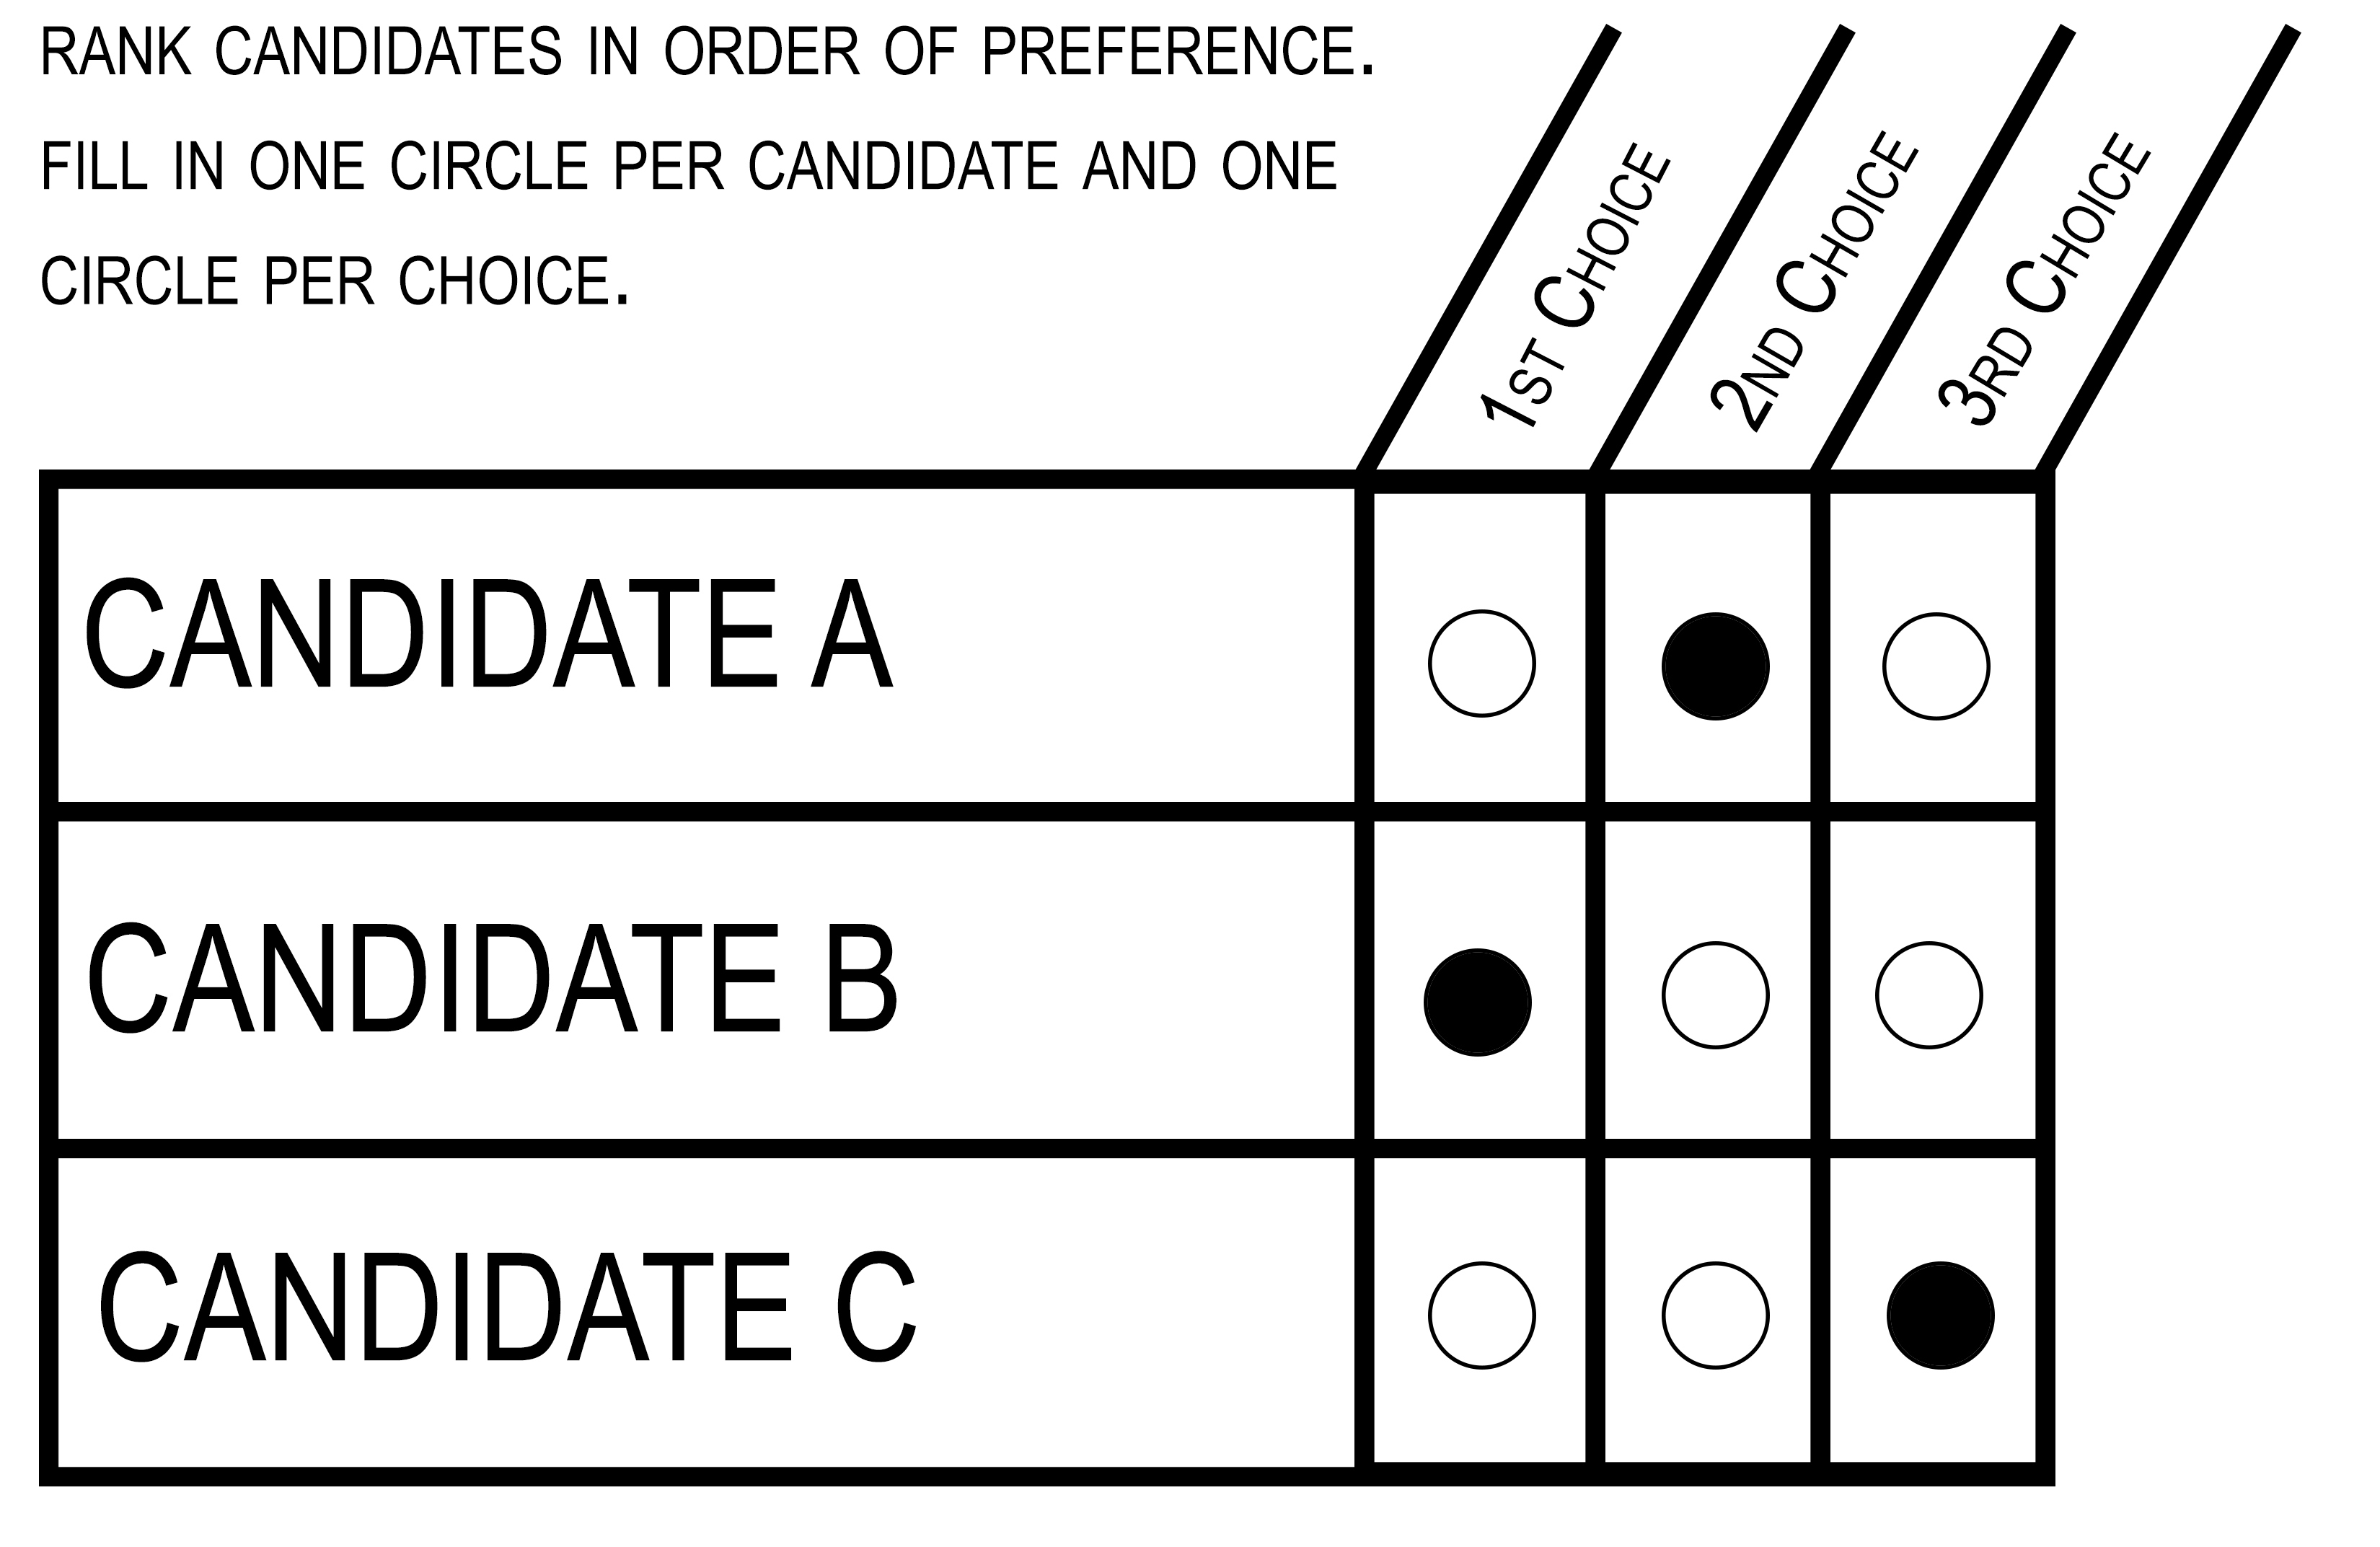 RANK CANDIDATES IN ORDER OF PREFERENCE.
FILL IN ONE CIRCLE PER CANDIDATE AND ONE
CIRCLE PER CHOICE.
1ST CHOICE
2ND CHOICE
3RD CHOICE
CANDIDATE A
CANDIDATE B
CANDIDATE C